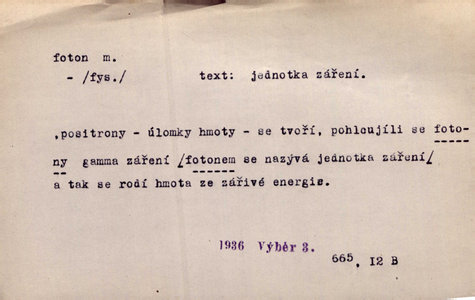 foton m.
- /fys./ text: jednotka záření.
,positrony - úlomky hmoty - se tvoří, pohlcujíli se foto-
ny gamma záření /fotonem se nazývá jednotka záření/
a tak se rodí hmota ze zářivé energie.
1936 Výběr 3.
665, 12 B